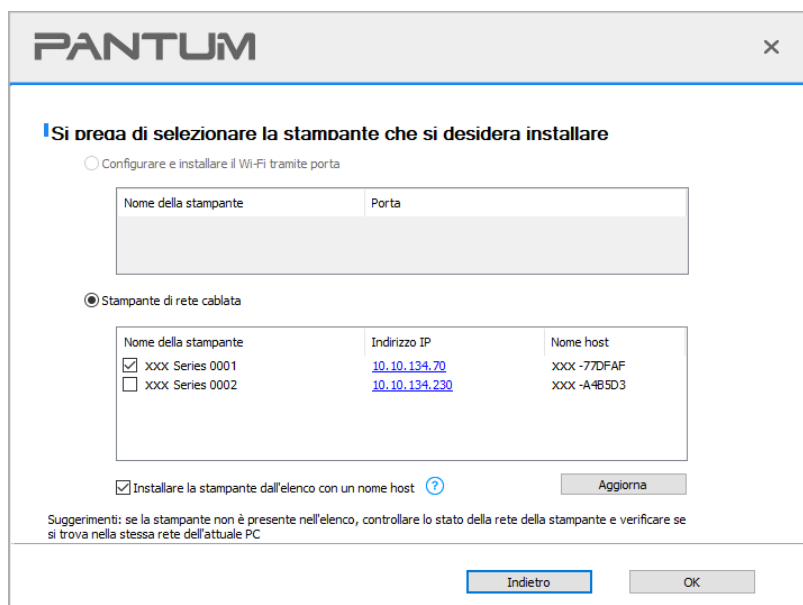 PANTUM
Si prega di selezionare la stampante che si desidera installare
Configurare e installare il Wi-Fi tramite porta
Nome della stampante Porta
Stampante di rete cablata
Nome della stampante Indirizzo IP Nome host
XXX Series 0001 10.10.134.70 XXX -77DFAF
XXX Series 0002 10.10.134.230 XXX -A4B5D3
Installare la stampante dall'elenco con un nome host ?
Aggiorna
Suggerimenti: se la stampante non è presente nell'elenco, controllare lo stato della rete della stampante e verificare se
si trova nella stessa rete dell'attuale PC
Indietro OK